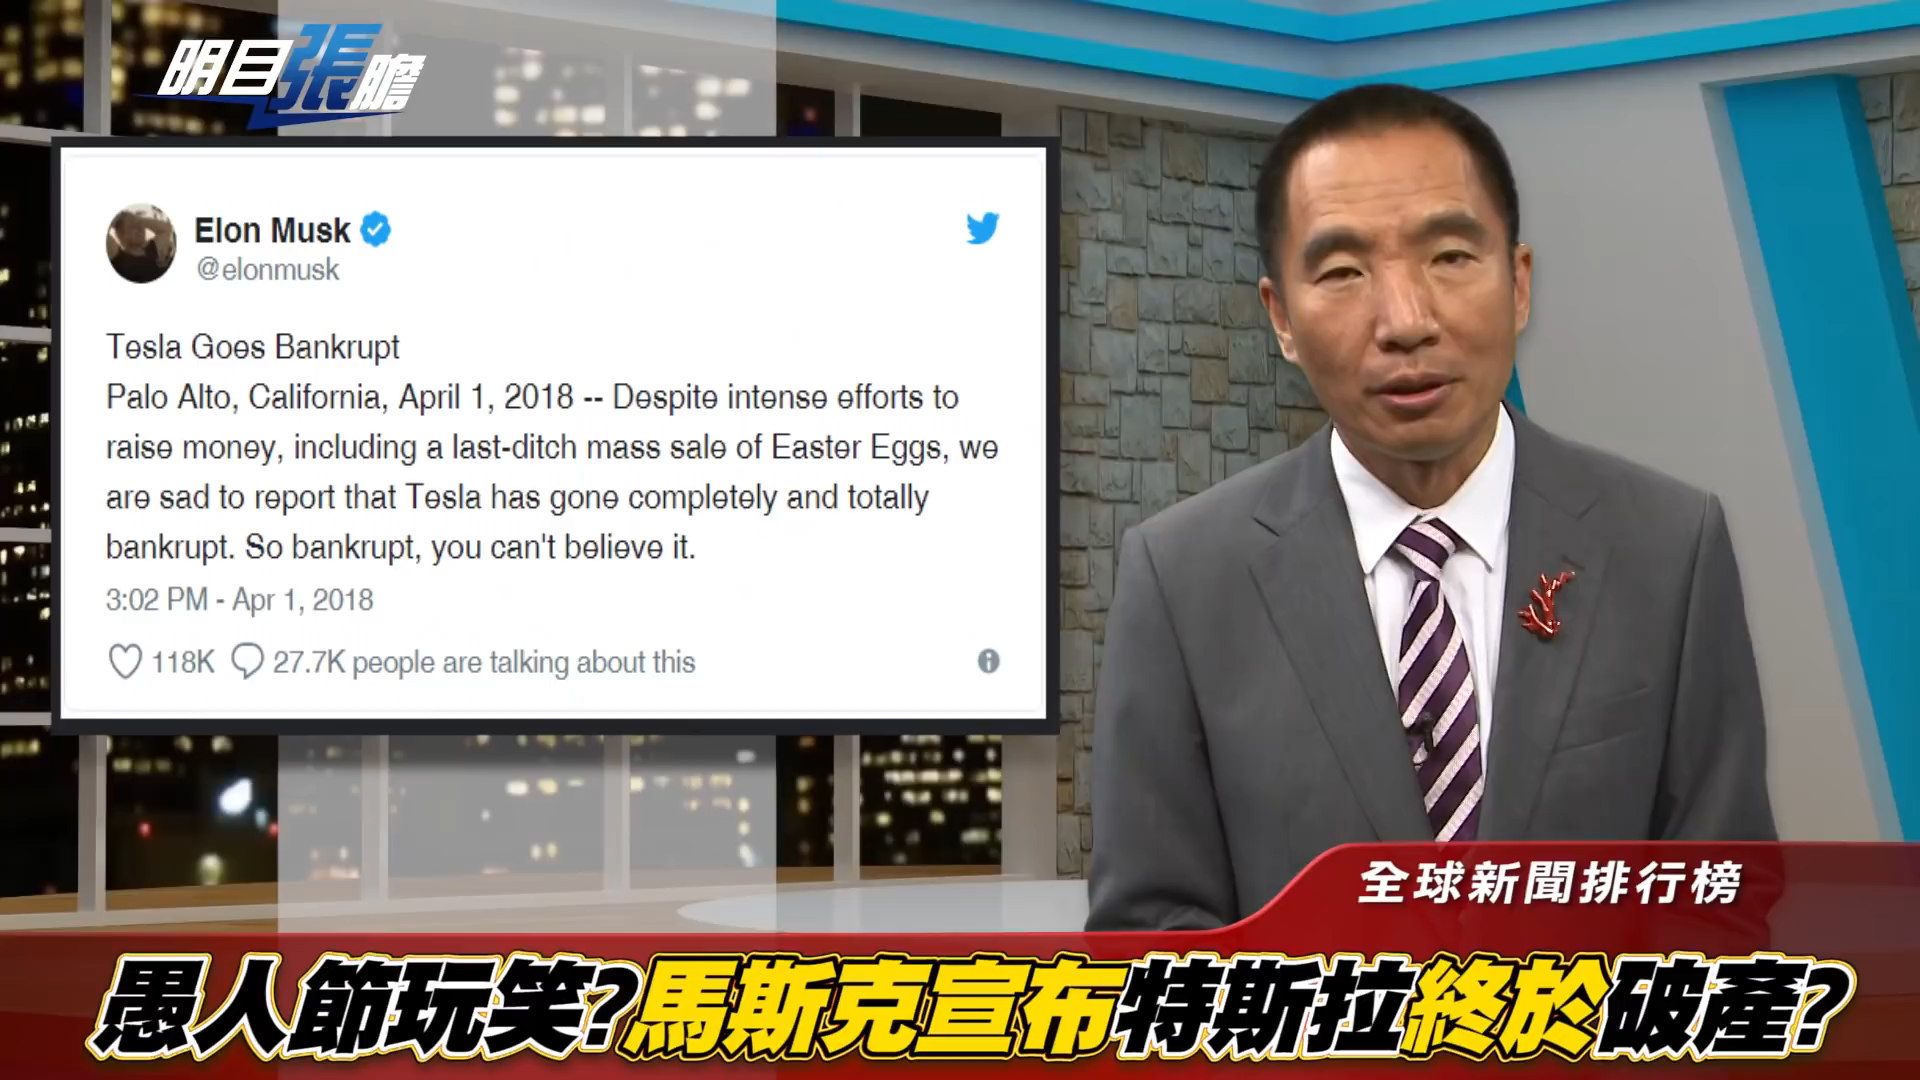 明目張膽
Elon Musk
@elonmusk
Tesla Goes Bankrupt
Palo Alto, California, April 1, 2018 -- Despite intense efforts to
raise money, including a last-ditch mass sale of Easter Eggs, we
are sad to report that Tesla has gone completely and totally
bankrupt. So bankrupt, you can't believe it.
3:02 PM - Apr 1, 2018
118K 27.7K people are talking about this
全球新聞排行榜
愚人節玩笑?馬斯克宣布特斯拉終於破產?